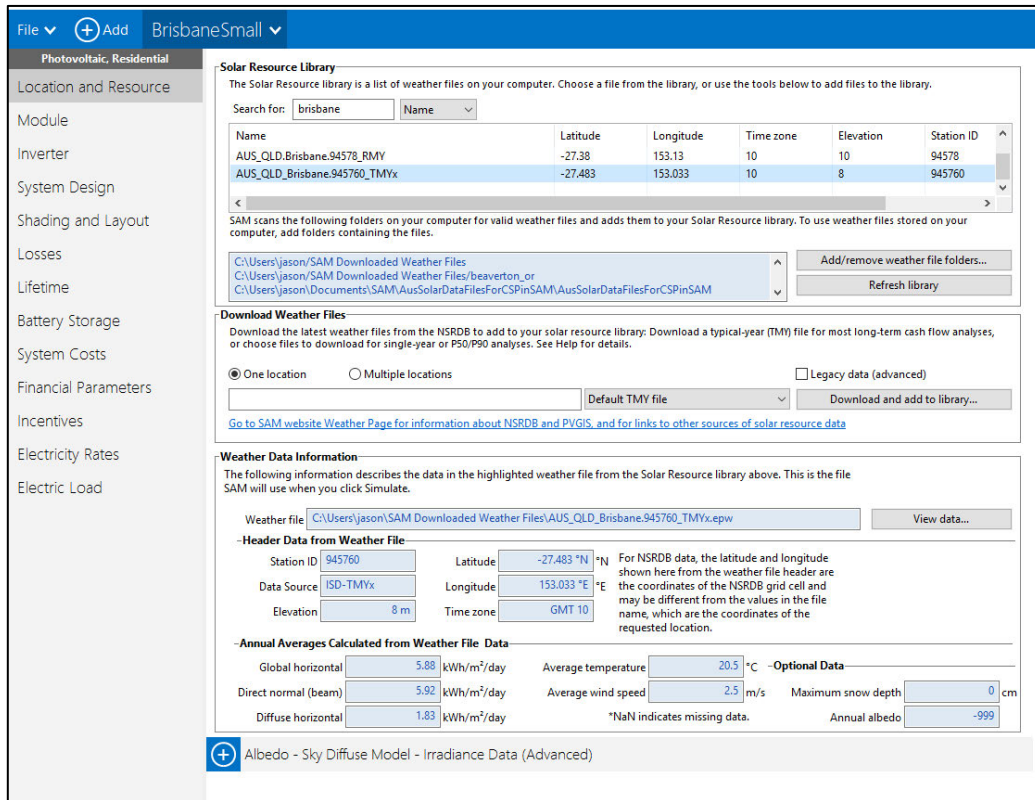 File Add BrisbaneSmall
Photovoltaic, Residential
Location and Resource
Module
Inverter
System Design
Shading and Layout
Losses
Lifetime
Battery Storage
System Costs
Financial Parameters
Incentives
Electricity Rates
Electric Load
Solar Resource Library
The Solar Resource library is a list of weather files on your computer. Choose a file from the library, or use the tools below to add files to the library.
Search for: brisbane Name
Name Latitude Longitude Time zone Elevation Station ID
AUS_QLD.Brisbane.94578_RMY -27.38 153.13 10 10 94578
AUS_QLD_Brisbane.945760_TMYx -27.483 153.033 10 8 945760
SAM scans the following folders on your computer for valid weather files and adds them to your Solar Resource library. To use weather files stored on your
computer, add folders containing the files.
C:\Users\jason/SAM Downloaded Weather Files
C:\Users\jason/SAM Downloaded Weather Files/beaverton_or
C:\Users\jason\Documents\SAM\AusSolarDataFilesForCSPinSAM\AusSolarDataFilesForCSPinSAM
Add/remove weather file folders...
Refresh library
Download Weather Files
Download the latest weather files from the NSRDB to add to your solar resource library: Download a typical-year (TMY) file for most long-term cash flow analyses,
or choose files to download for single-year or P50/P90 analyses. See Help for details.
One location Multiple locations Legacy data (advanced)
Default TMY file Download and add to library...
Go to SAM website Weather Page for information about NSRDB and PVGIS, and for links to other sources of solar resource data
Weather Data Information
The following information describes the data in the highlighted weather file from the Solar Resource library above. This is the file
SAM will use when you click Simulate.
Weather file C:\Users\jason\SAM Downloaded Weather Files\AUS_QLD_Brisbane.945760_TMYx.epw View data...
Header Data from Weather File
Station ID 945760 Latitude -27.483 °N °N
Data Source ISD-TMYx Longitude 153.033 °E °E
Elevation 8 m Time zone GMT 10
For NSRDB data, the latitude and longitude
shown here from the weather file header are
the coordinates of the NSRDB grid cell and
may be different from the values in the file
name, which are the coordinates of the
requested location.
Annual Averages Calculated from Weather File Data
Global horizontal 5.88 kWh/m²/day Average temperature 20.5 °C Optional Data
Direct normal (beam) 5.92 kWh/m²/day Average wind speed 2.5 m/s Maximum snow depth 0 cm
Diffuse horizontal 1.83 kWh/m²/day *NaN indicates missing data. Annual albedo -999
Albedo - Sky Diffuse Model - Irradiance Data (Advanced)